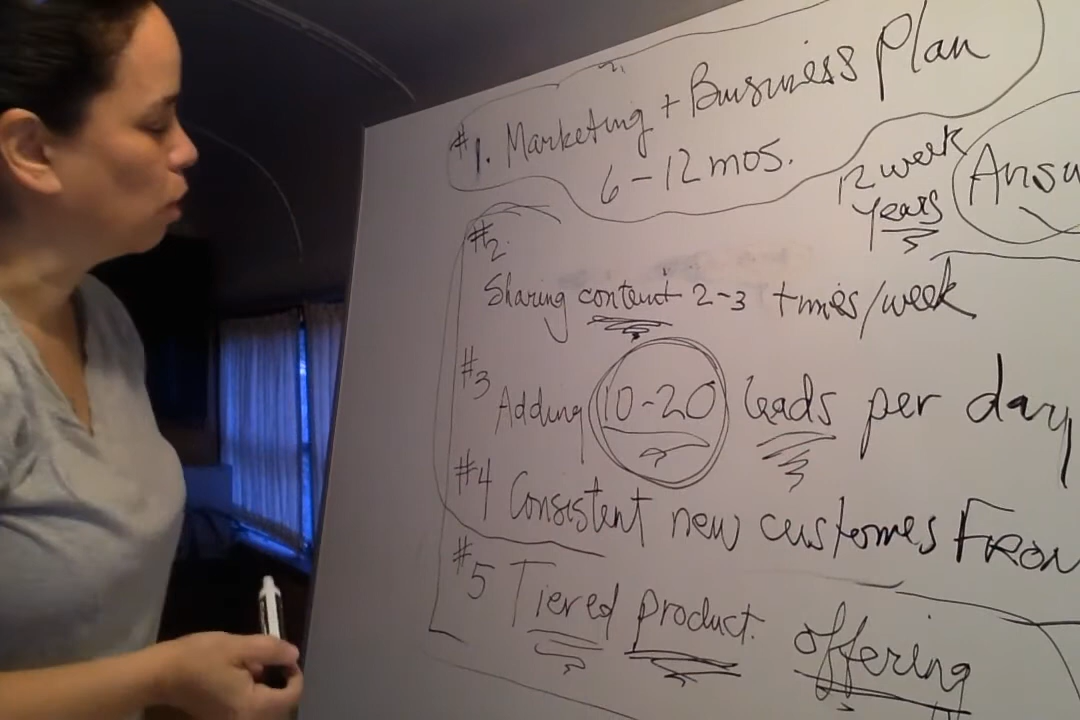 #1. Marketing + Business Plan
6-12 mos.
12 week
years
Answ
#2.
Sharing content 2-3 times/week
#3
Adding 10-20 leads per day
#4 Consistent new customes From
#5 Tiered product offering